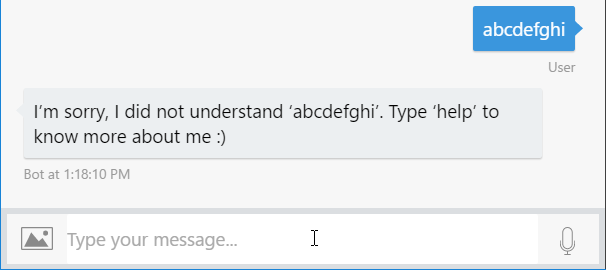 abcdefghi
User
I’m sorry, I did not understand ‘abcdefghi’. Type ‘help’ to
know more about me :)
Bot at 1:18:10 PM
Type your message...